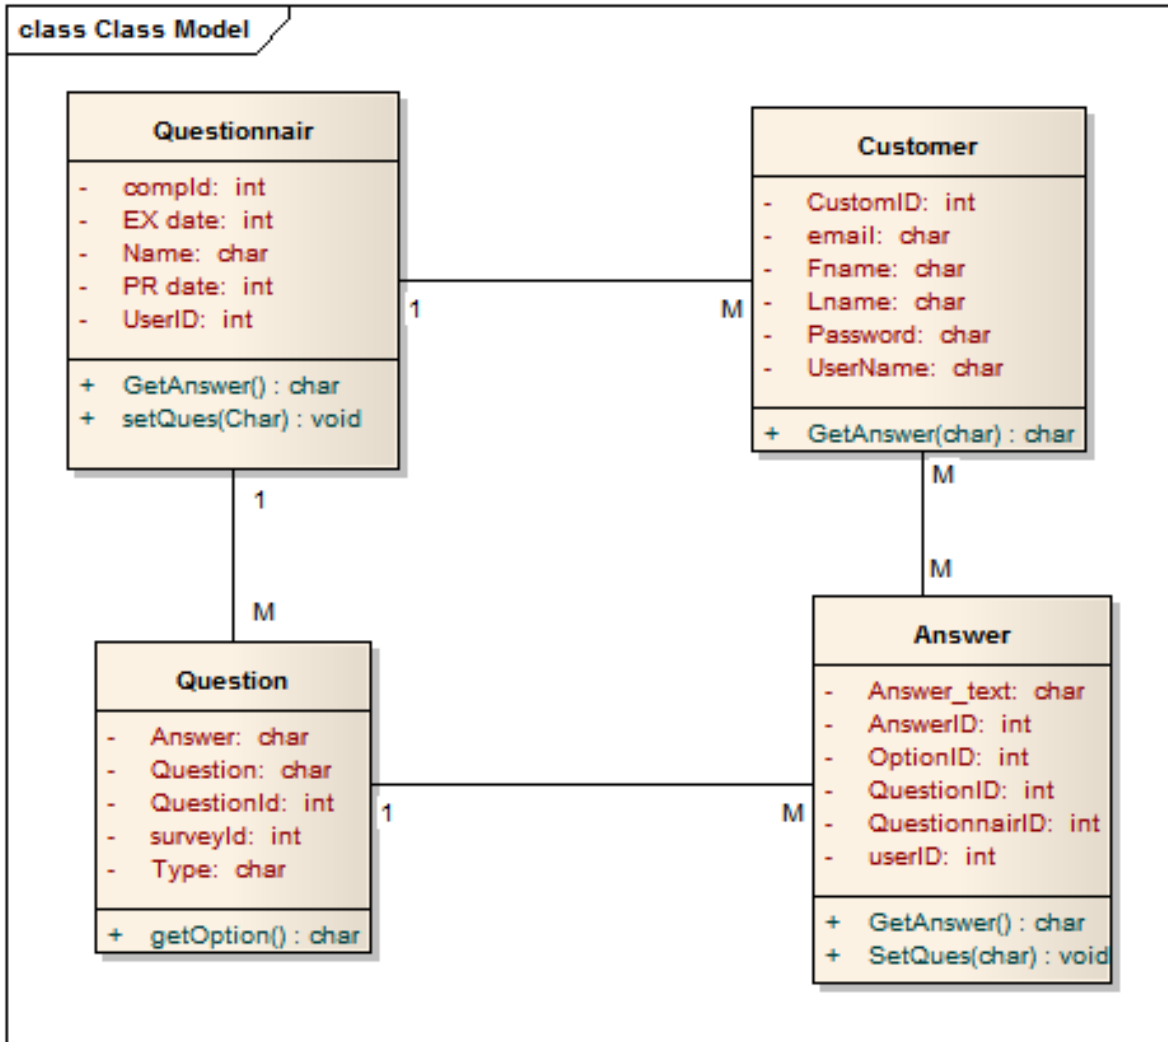 class Class Model
Questionnair
- compId: int
- EX date: int
- Name: char
- PR date: int
- UserID: int
+ GetAnswer() : char
+ setQues(Char) : void
Customer
- CustomID: int
- email: char
- Fname: char
- Lname: char
- Password: char
- UserName: char
+ GetAnswer(char) : char
1
M
1
M
M
M
Question
- Answer: char
- Question: char
- QuestionId: int
- surveyId: int
- Type: char
+ getOption() : char
1
M
Answer
- Answer_text: char
- AnswerID: int
- OptionID: int
- QuestionID: int
- QuestionnairID: int
- userID: int
+ GetAnswer() : char
+ SetQues(char) : void